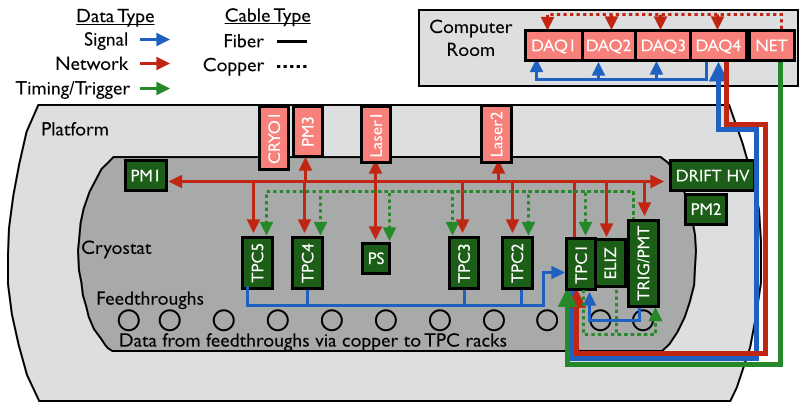 Data Type
Cable Type
Signal
Fiber
Network
Copper
Timing/Trigger
Computer
Room
DAQ1
DAQ2
DAQ3
DAQ4
NET
Platform
CRYO1
PM3
Laser1
Laser2
PM1
DRIFT HV
PM2
Cryostat
TPC5
TPC4
PS
TPC3
TPC2
TPC1
ELIZ
TRIG/PMT
Feedthroughs
Data from feedthroughs via copper to TPC racks